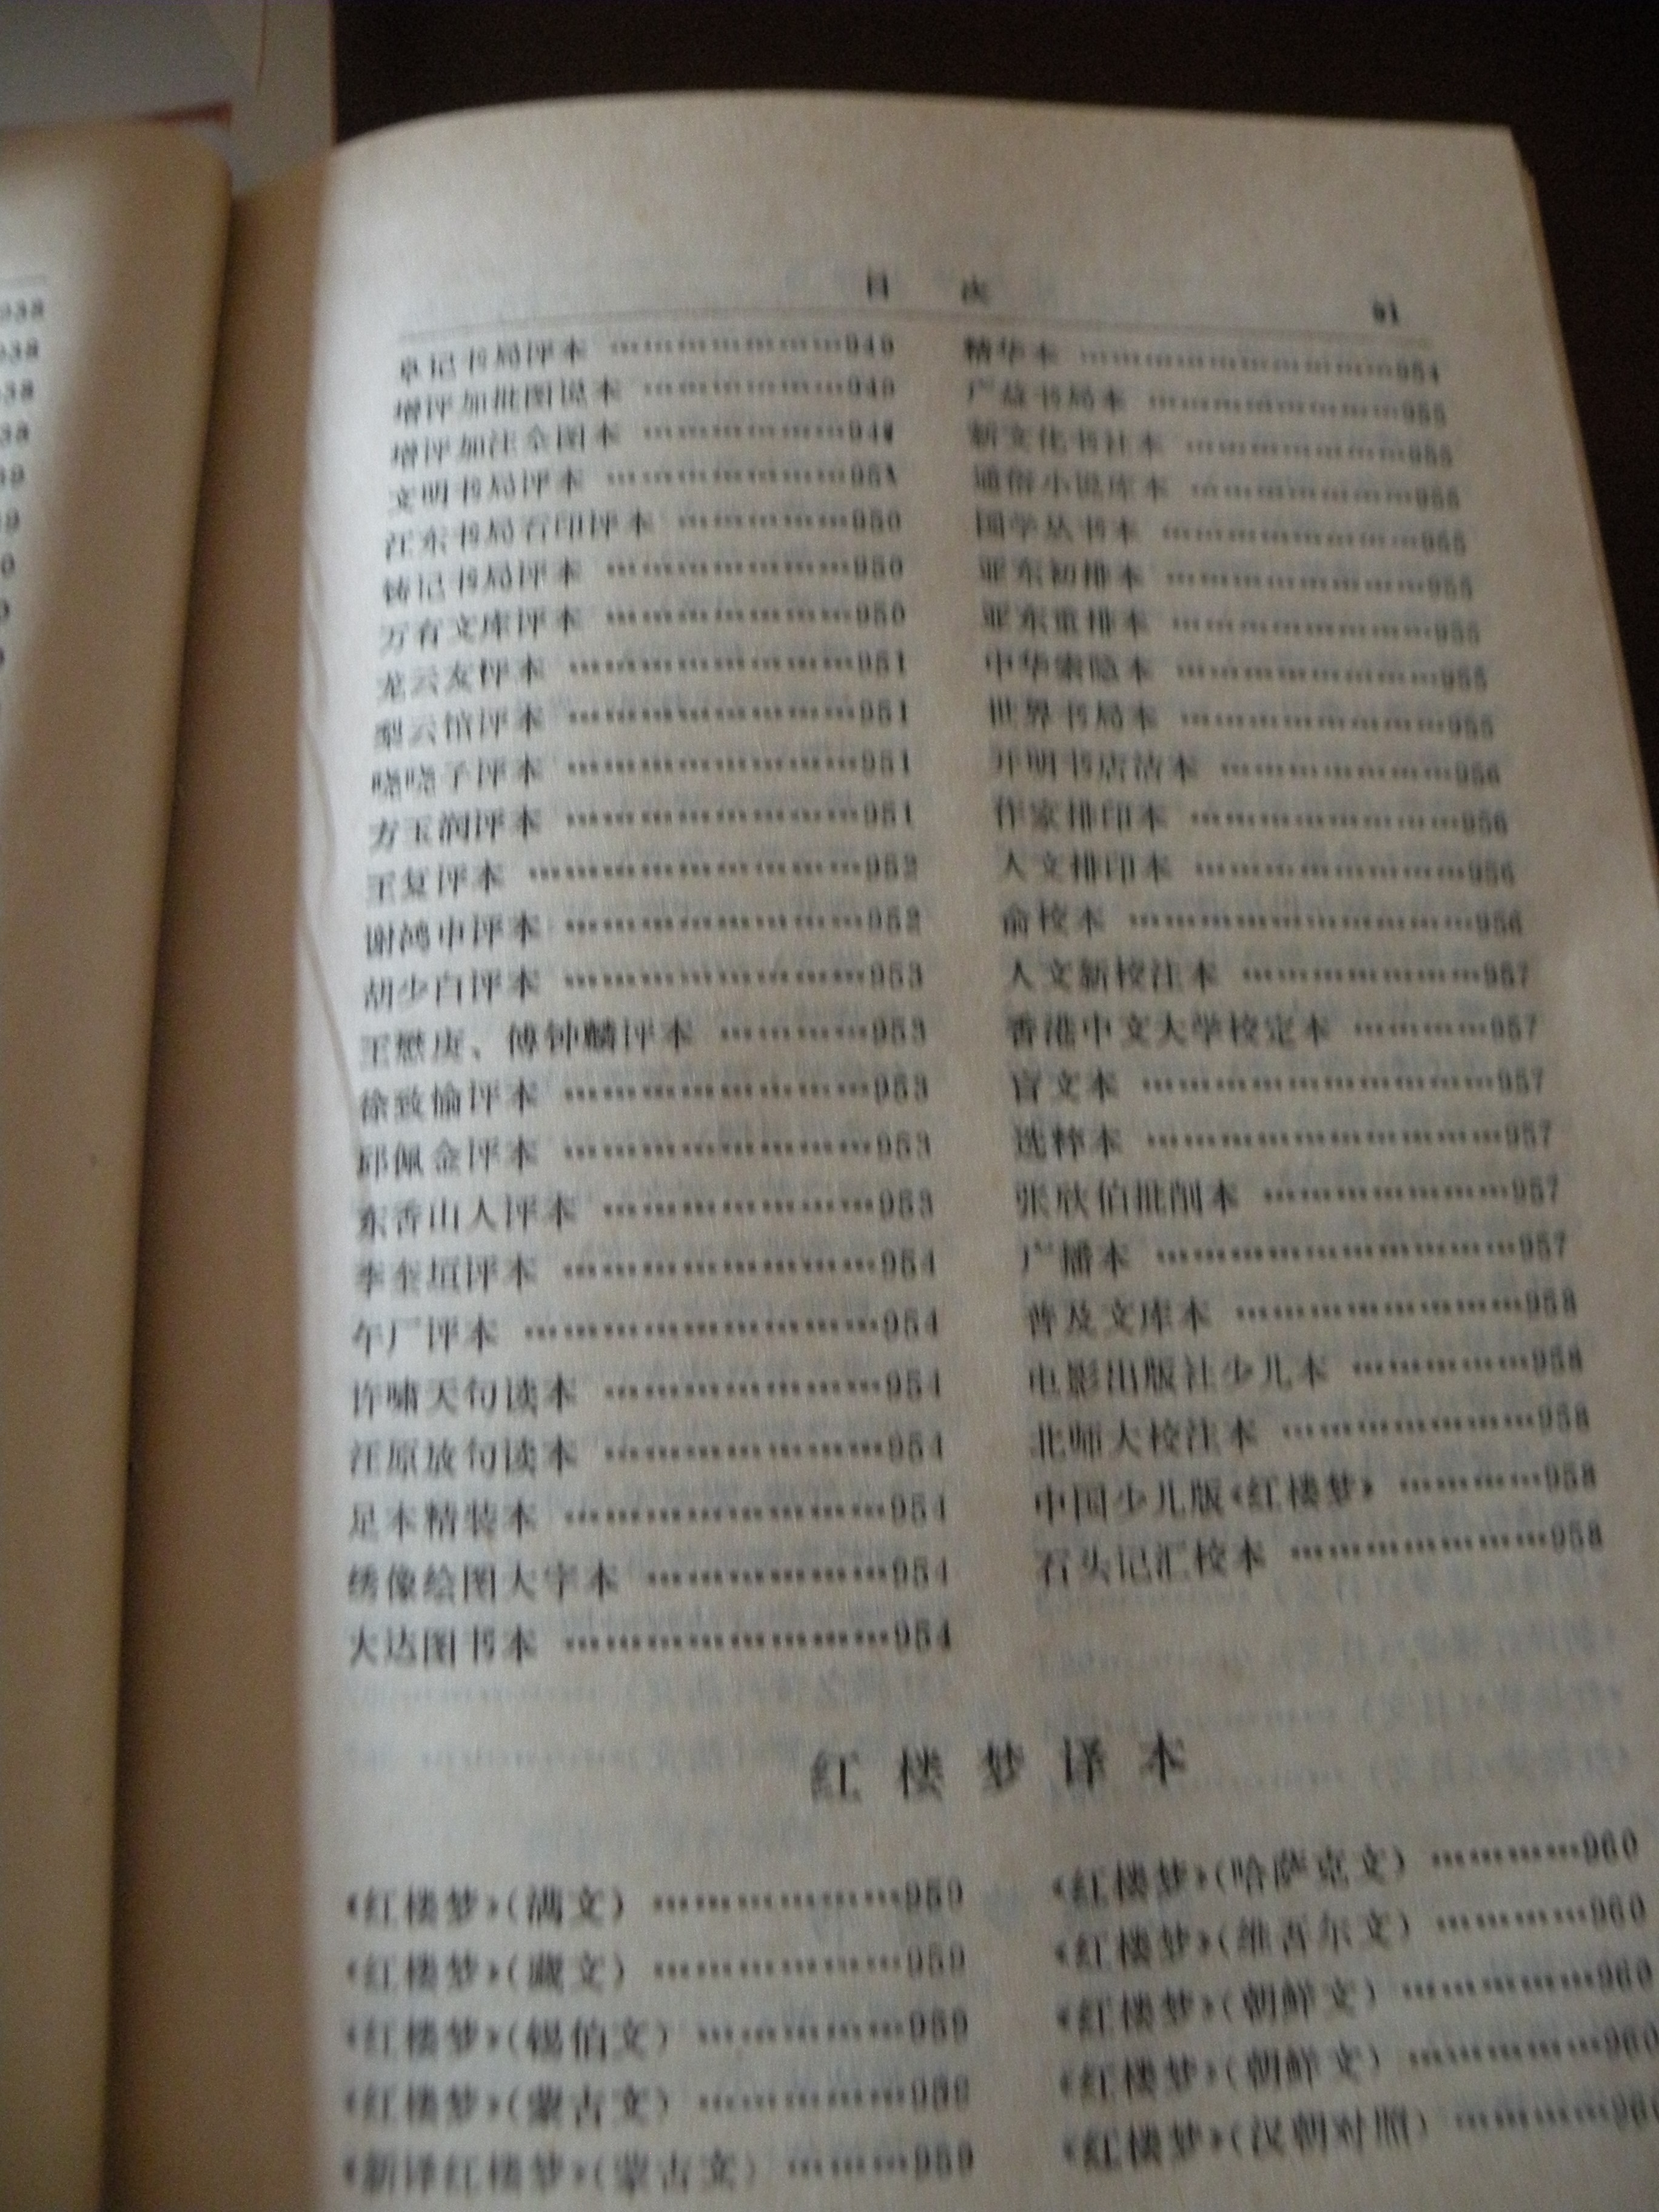 目 次
91
书局评本 ………………949
增评加批图说本 ………………949
增评加注全图本 ………………949
文明书局评本 ………………
江东书局石印评本 ………………950
铸记书局评本 ………………950
万有文库评本 ………………950
………………951
梨云馆评本 ………………951
哓哓子评本 ………………951
方玉润评本 ………………951
王复评本 ………………952
谢鸿申评本 ………………952
胡少白评本 ………………953
王懋庚、傅钟麟评本 ………………953
徐致愉评本 ………………953
邱佩金评本 ………………953
东香山人评本 ………………953
评本 ………………954
午厂评本 ………………954
许啸天句读本 ………………954
汪原放句读本 ………………954
足本精装本 ………………954
绣像绘图大字本 ………………954
大达图书本 ………………954
精华本 ………………954
广益书局本 ………………955
新文化书社本 ………………955
通俗小说库本 ………………955
国学丛书本 ………………955
亚东初排本 ………………955
亚东重排本 ………………955
中华索隐本 ………………955
世界书局本 ………………955
开明书店洁本 ………………956
作家排印本 ………………956
人文排印本 ………………956
俞校本 ………………956
人文新校注本 ………………957
香港中文大学校定本 ………………957
盲文本 ………………957
选粹本 ………………957
张欣伯批削本 ………………957
广播本 ………………957
普及文库本 ………………958
电影出版社少儿本 ………………958
北师大校注本 ………………958
中国少儿版《红楼梦》 …………958
石头记汇校本 ………………958
红楼梦译本
《红楼梦》(满文) ………………959
《红楼梦》(藏文) ………………959
《红楼梦》(锡伯文) ………………959
《红楼梦》(蒙古文) ………………959
《新译红楼梦》(蒙古文) ………959
《红楼梦》(哈萨克文) …………960
《红楼梦》(维吾尔文) …………960
《红楼梦》(朝鲜文) ……………960
《红楼梦》(朝鲜文) ……………960
《红楼梦》(汉朝对照) …………960